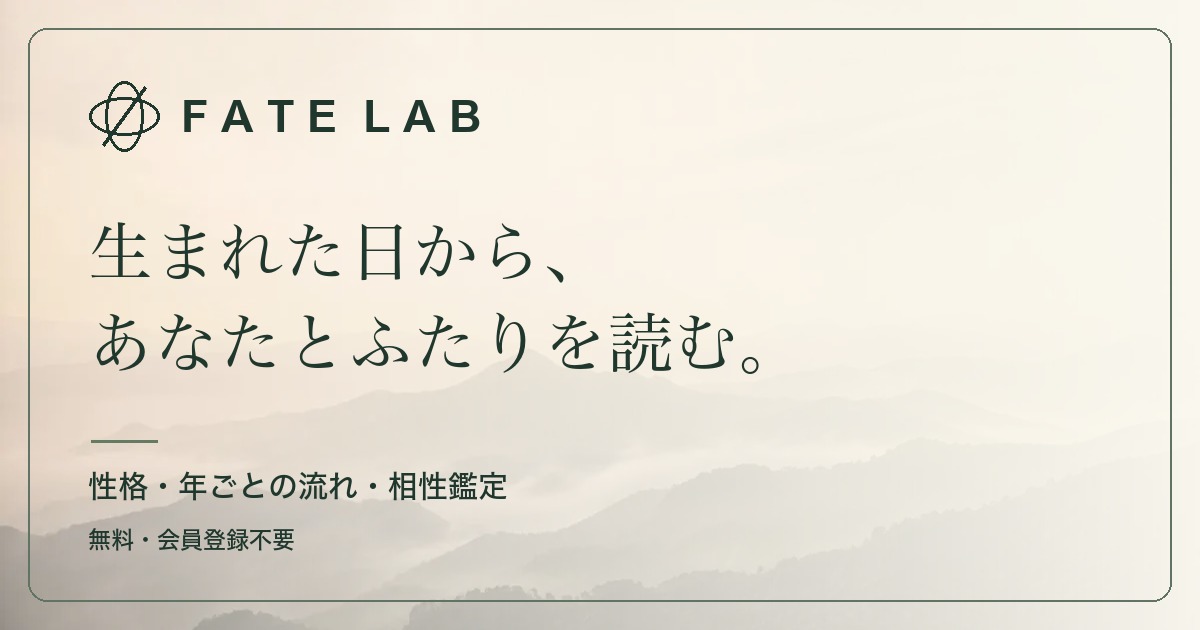 FATE LAB
生まれた日から、
あなたとふたりを読む。
性格・年ごとの流れ・相性鑑定
無料・会員登録不要